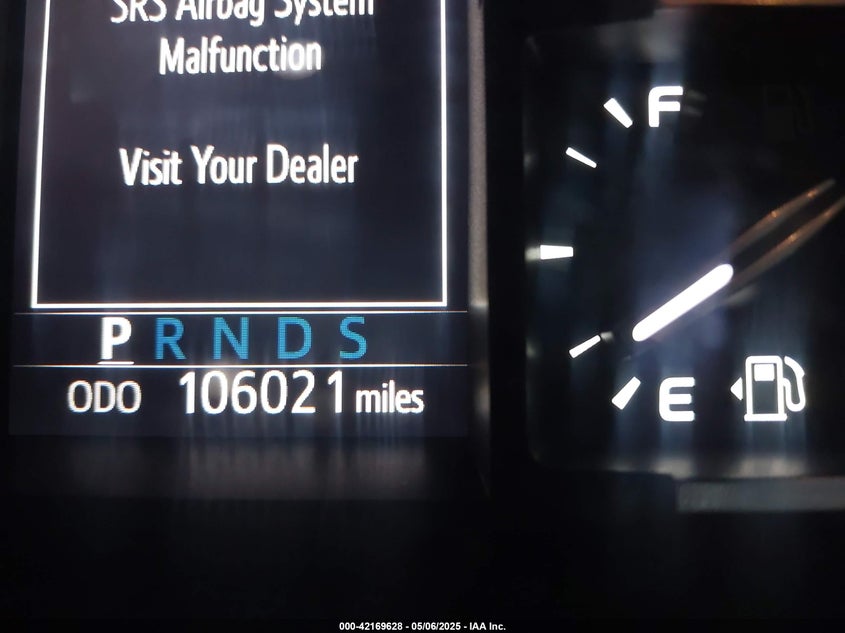 SRS Airbag System
Malfunction
Visit Your Dealer
P R N D S
ODO 106021 miles
F
E
000-42169628 - 05/06/2025 - IAA Inc.